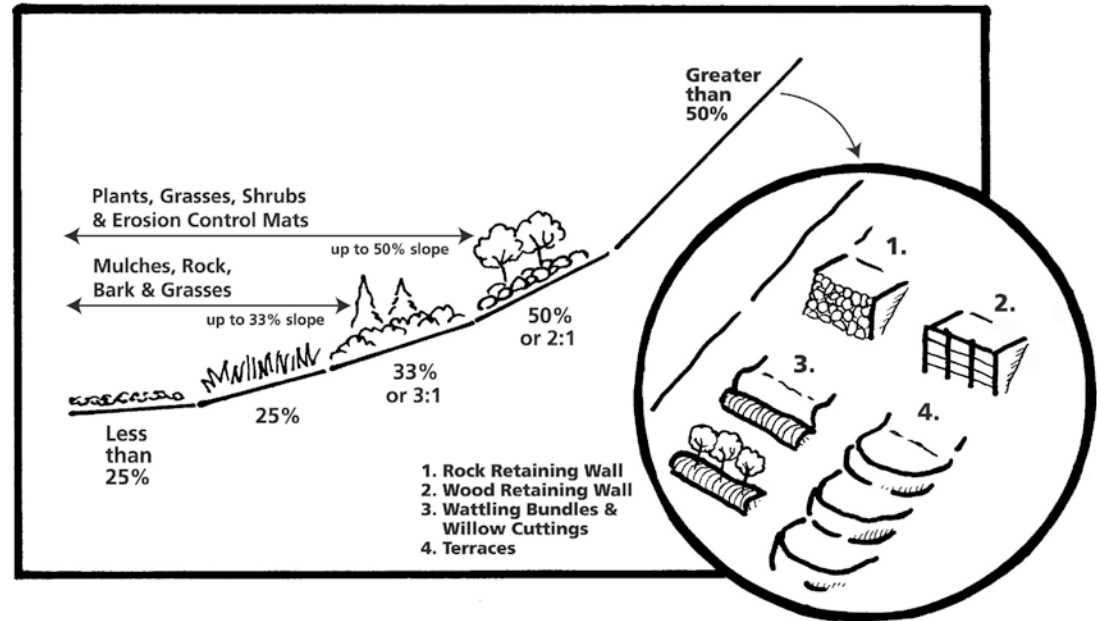 Greater
than
50%
Plants, Grasses, Shrubs
& Erosion Control Mats
up to 50% slope
Mulches, Rock,
Bark & Grasses
up to 33% slope
50%
or 2:1
33%
or 3:1
25%
Less
than
25%
1. Rock Retaining Wall
2. Wood Retaining Wall
3. Wattling Bundles &
Willow Cuttings
4. Terraces
1.
2.
3.
4.